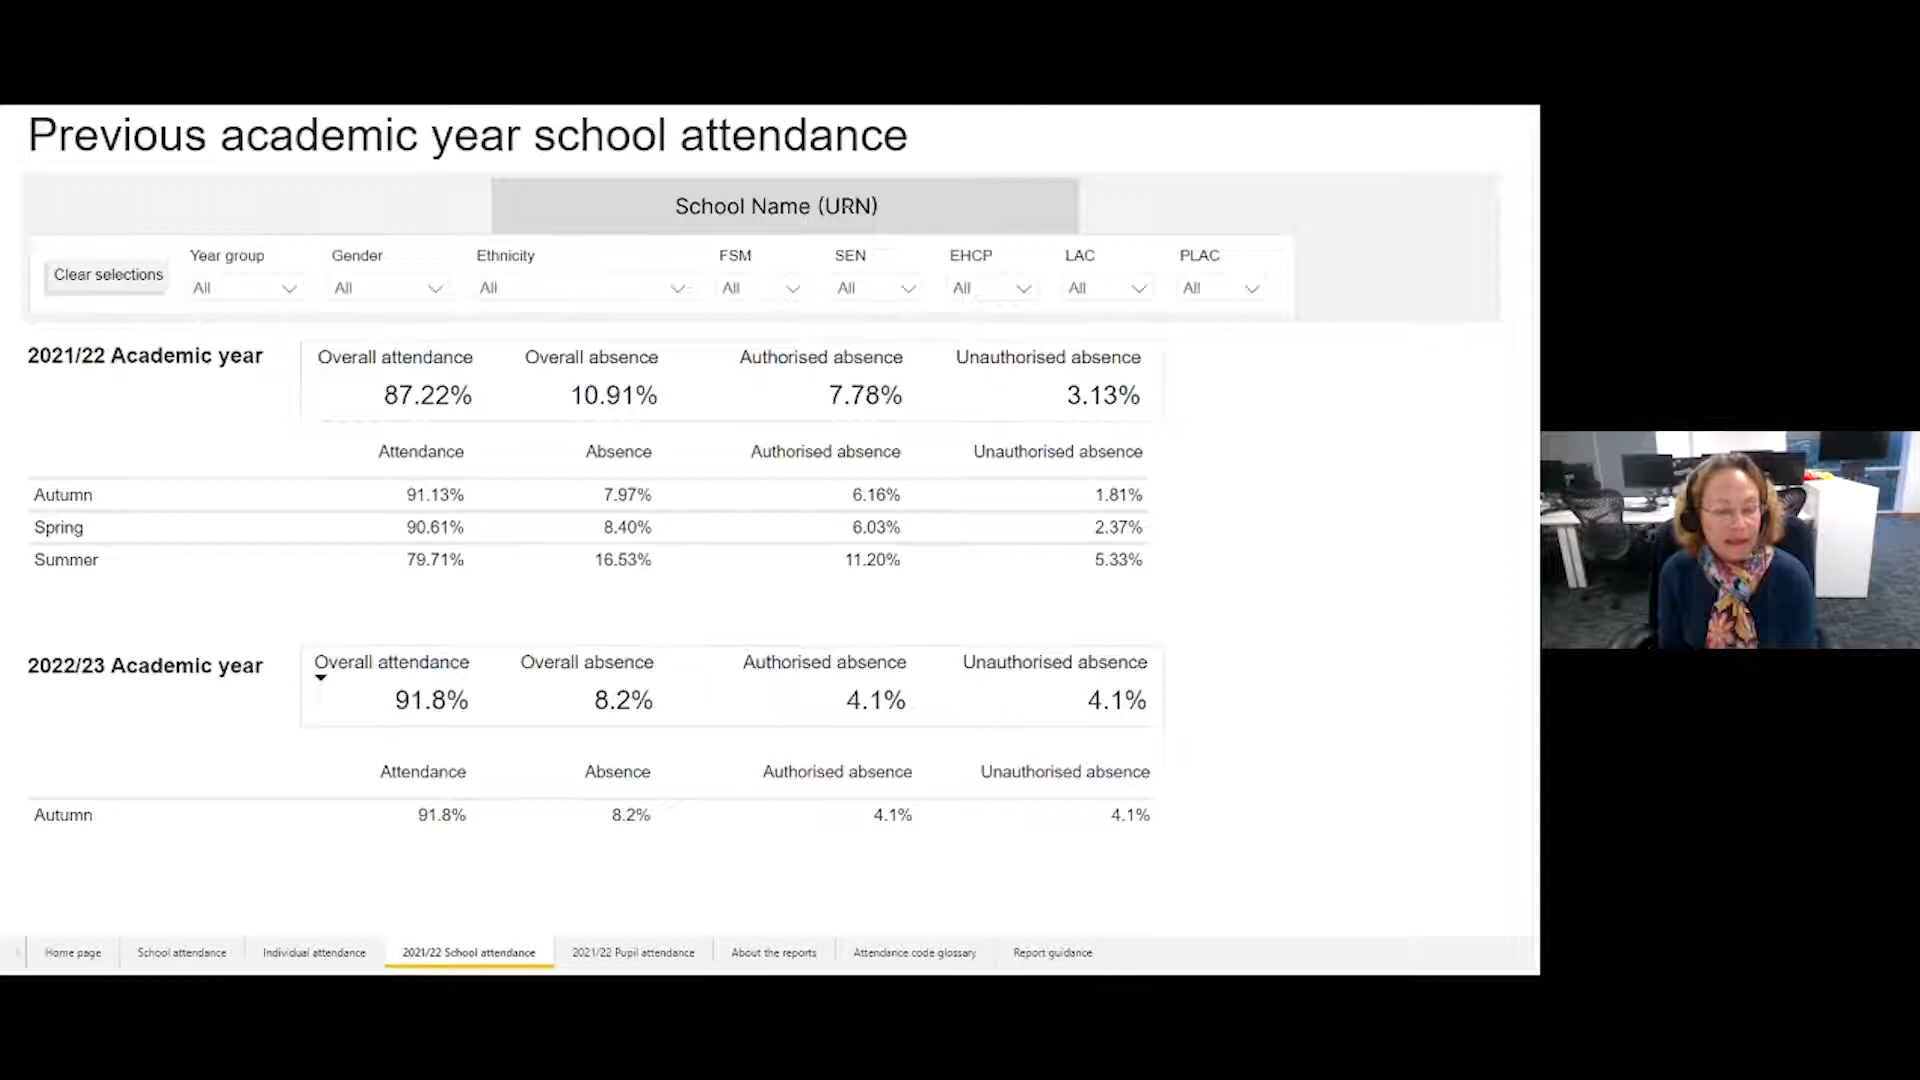 Previous academic year school attendance
School Name (URN)
Clear selections
Year group Gender Ethnicity FSM SEN EHCP LAC PLAC
All All All All All All All All
2021/22 Academic year
Overall attendance Overall absence Authorised absence Unauthorised absence
87.22% 10.91% 7.78% 3.13%
Attendance Absence Authorised absence Unauthorised absence
Autumn 91.13% 7.97% 6.16% 1.81%
Spring 90.61% 8.40% 6.03% 2.37%
Summer 79.71% 16.53% 11.20% 5.33%
2022/23 Academic year
Overall attendance Overall absence Authorised absence Unauthorised absence
91.8% 8.2% 4.1% 4.1%
Attendance Absence Authorised absence Unauthorised absence
Autumn 91.8% 8.2% 4.1% 4.1%
Home page School attendance Individual attendance 2021/22 School attendance 2021/22 Pupil attendance About the reports Attendance code glossary Report guidance